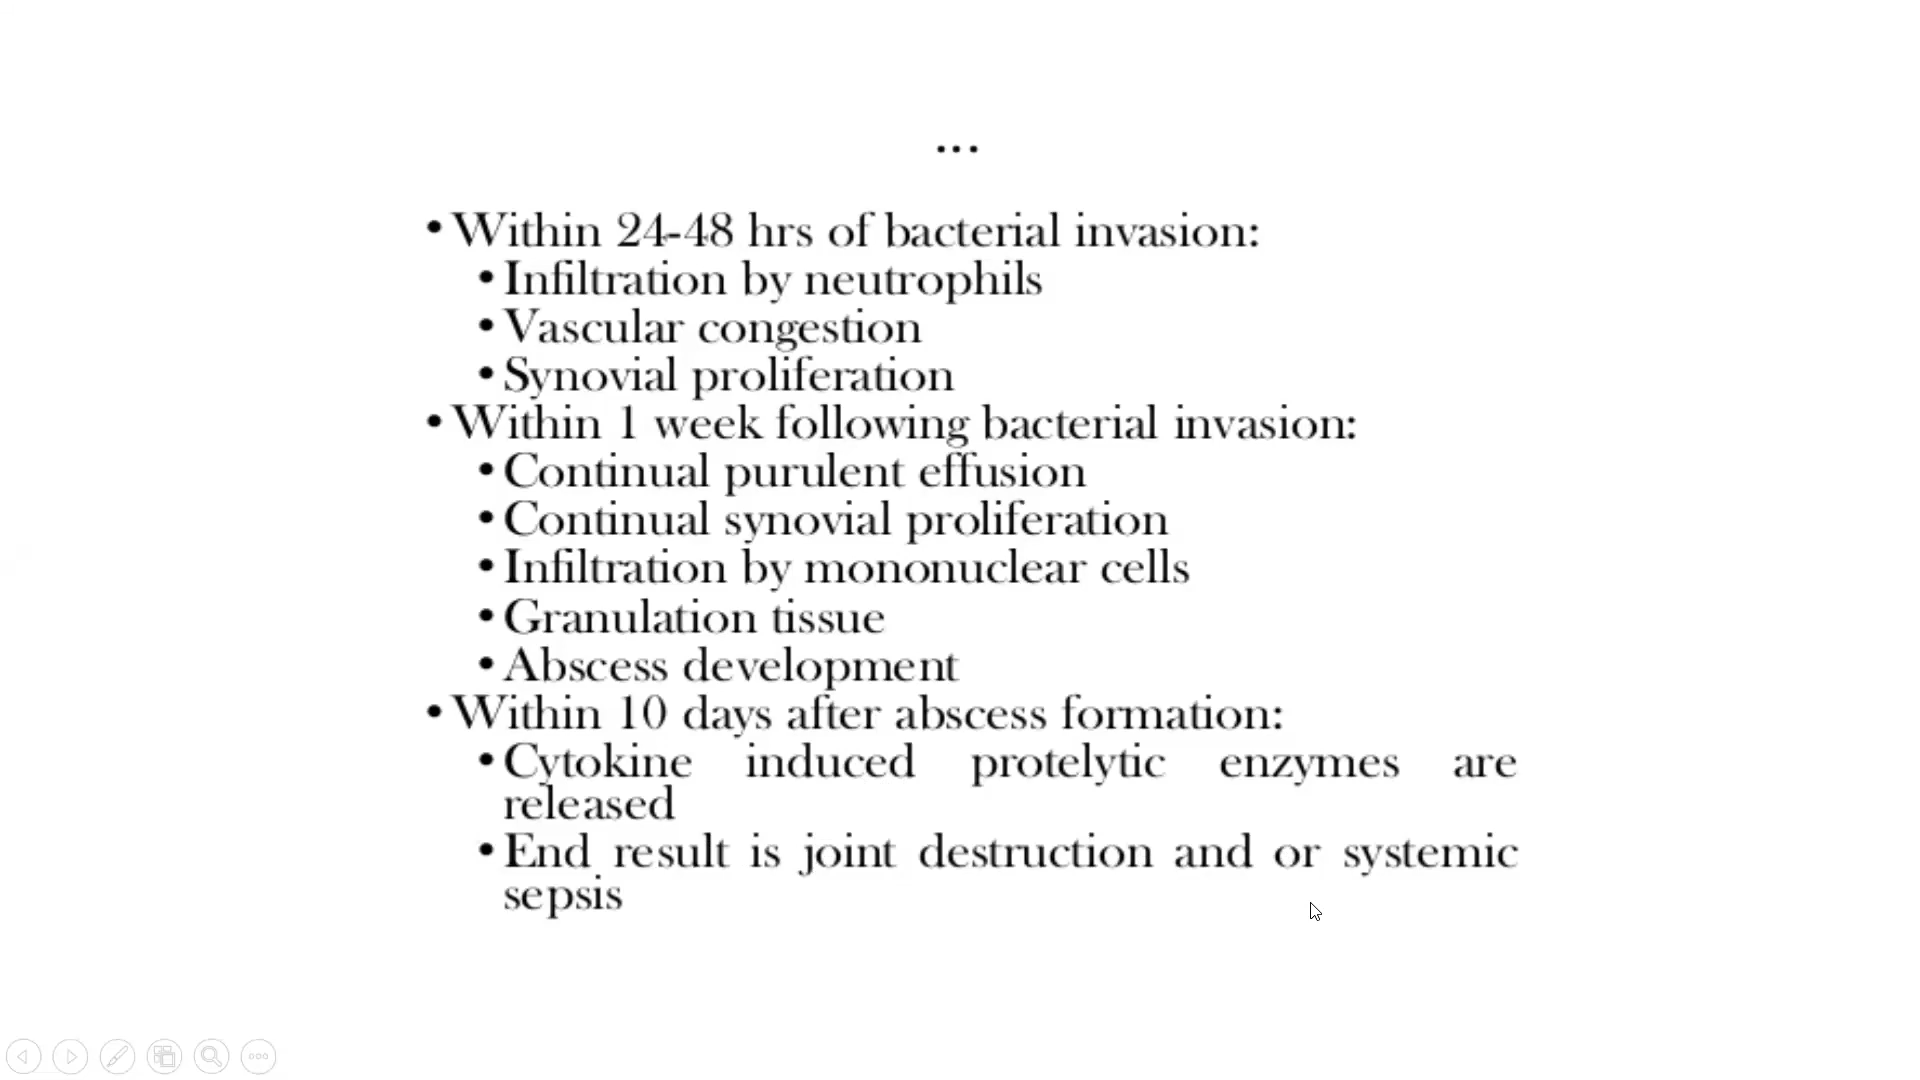 ...
• Within 24-48 hrs of bacterial invasion:
• Infiltration by neutrophils
• Vascular congestion
• Synovial proliferation
• Within 1 week following bacterial invasion:
• Continual purulent effusion
• Continual synovial proliferation
• Infiltration by mononuclear cells
• Granulation tissue
• Abscess development
• Within 10 days after abscess formation:
• Cytokine induced protelytic enzymes are
released
• End result is joint destruction and or systemic
sepsis